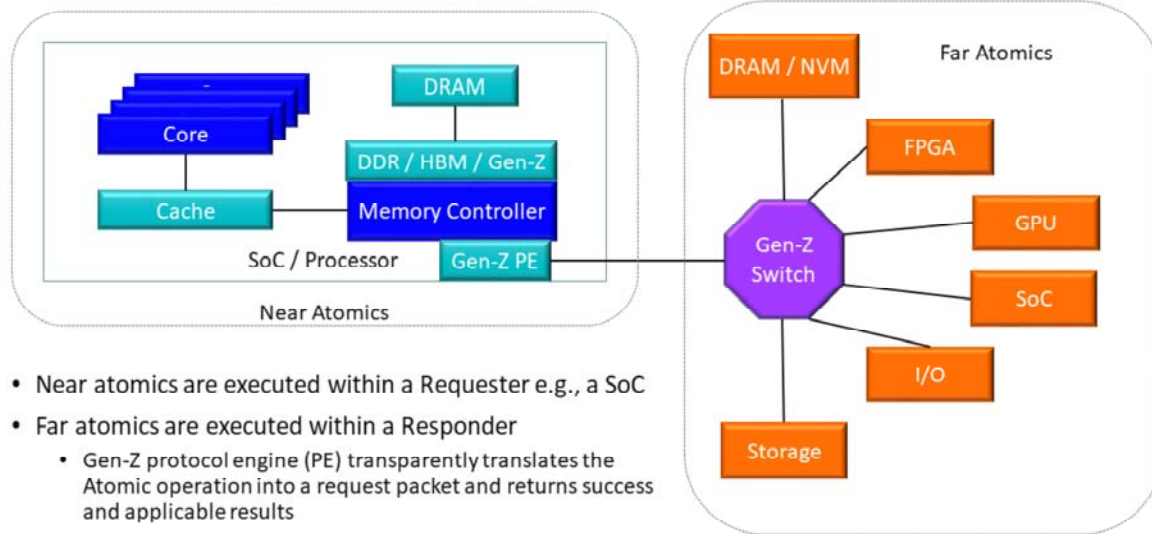 Core
Cache
DRAM
DDR / HBM / Gen-Z
Memory Controller
Gen-Z PE
SoC / Processor
Near Atomics
Far Atomics
DRAM / NVM
FPGA
GPU
Gen-Z
Switch
SoC
I/O
Storage
• Near atomics are executed within a Requester e.g., a SoC
• Far atomics are executed within a Responder
• Gen-Z protocol engine (PE) transparently translates the
Atomic operation into a request packet and returns success
and applicable results